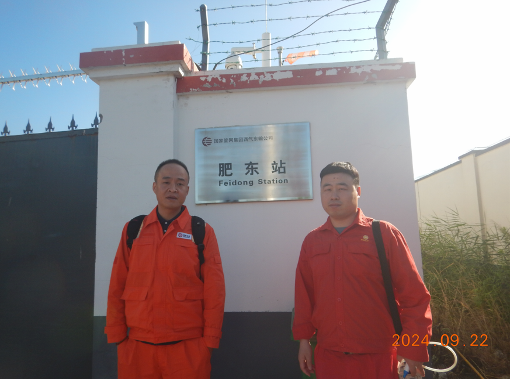 肥东站
Feidong Station
2024 09 22